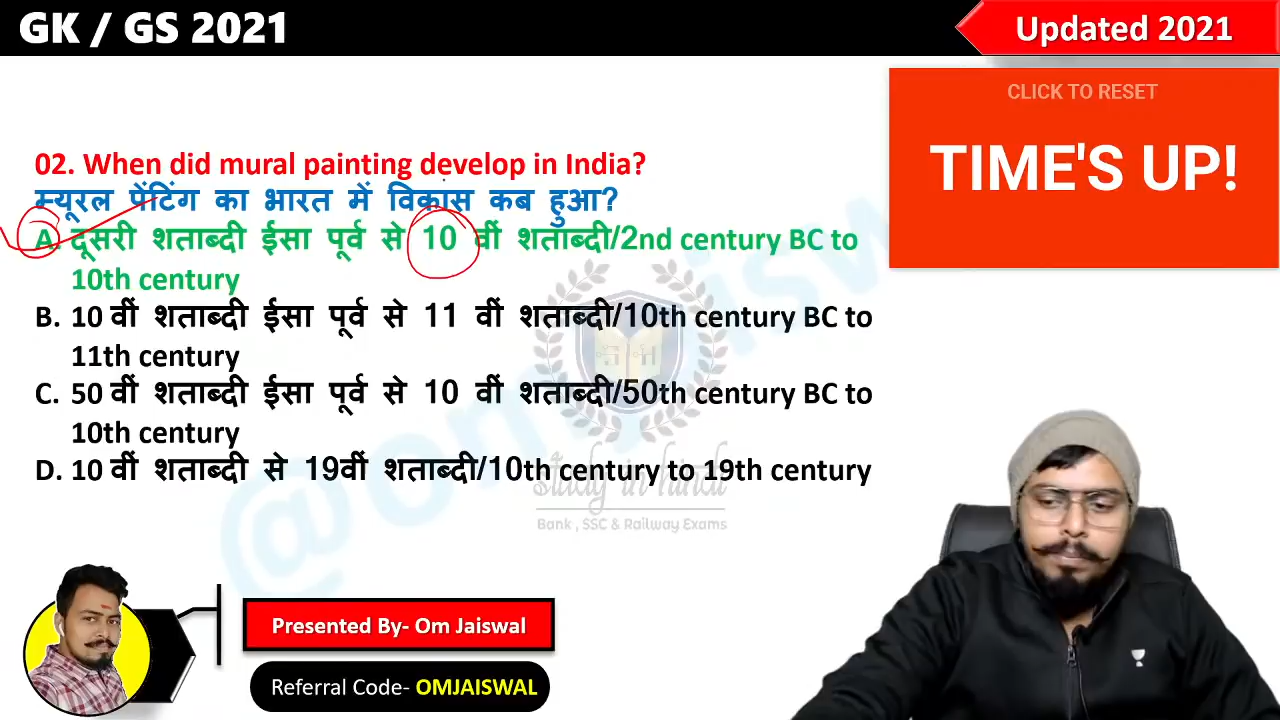 GK / GS 2021
Updated 2021
CLICK TO RESET
TIME'S UP!
02. When did mural painting develop in India?
म्यूरल पेंटिंग का भारत में विकास कब हुआ?
A. दूसरी शताब्दी ईसा पूर्व से 10 वीं शताब्दी/2nd century BC to
10th century
B. 10 वीं शताब्दी ईसा पूर्व से 11 वीं शताब्दी/10th century BC to
11th century
C. 50 वीं शताब्दी ईसा पूर्व से 10 वीं शताब्दी/50th century BC to
10th century
D. 10 वीं शताब्दी से 19वीं शताब्दी/10th century to 19th century
study in hindi
Bank , SSC & Railway Exams
Presented By- Om Jaiswal
Referral Code- OMJAISWAL